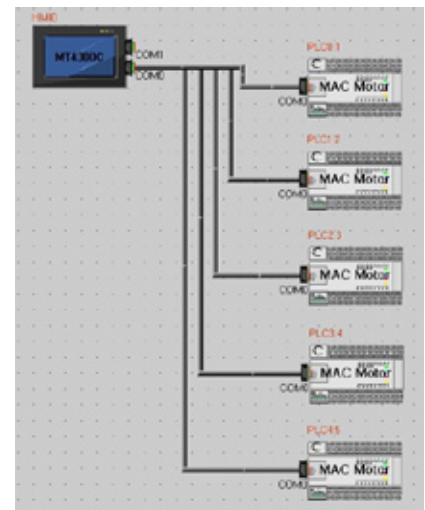 HMI0
MT4300C
COM1
COM0
PLC0:1
MAC Motor
COM0
PLC1:2
MAC Motor
COM0
PLC2:3
MAC Motor
COM0
PLC3:4
MAC Motor
COM0
PLC4:5
MAC Motor
COM0